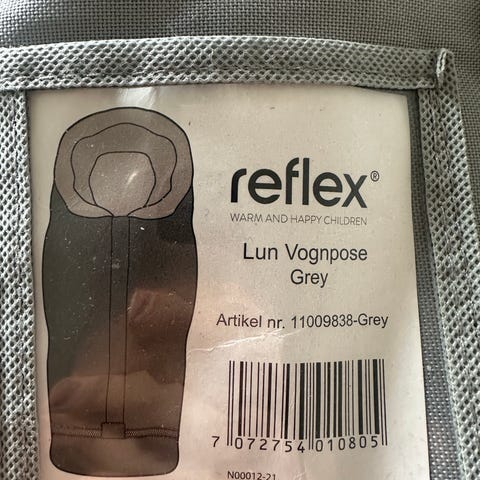 reflex®
WARM AND HAPPY CHILDREN
Lun Vognpose
Grey
Artikel nr. 11009838-Grey
7 072754 010805
N00012-21